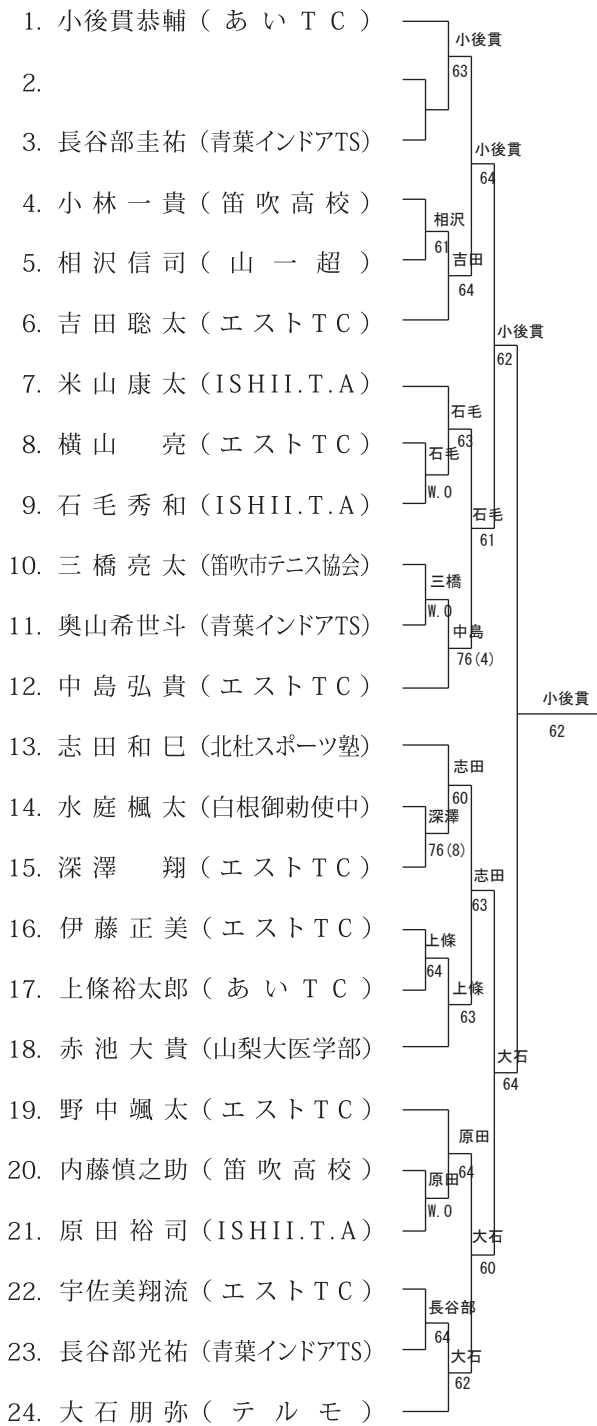 1. 小後貫恭輔 (あいTC)
2.
3. 長谷部圭祐 (青葉インドアTS)
4. 小林一貴 (笛吹高校)
5. 相沢信司 (山一超)
6. 吉田聡太 (エストTC)
7. 米山康太 (ISHII.T.A)
8. 横山 亮 (エストTC)
9. 石毛秀和 (ISHII.T.A)
10. 三橋亮太 (笛吹市テニス協会)
11. 奥山希世斗 (青葉インドアTS)
12. 中島弘貴 (エストTC)
13. 志田和巳 (北杜スポーツ塾)
14. 水庭楓太 (白根御勅使中)
15. 深澤 翔 (エストTC)
16. 伊藤正美 (エストTC)
17. 上條裕太郎 (あいTC)
18. 赤池大貴 (山梨大医学部)
19. 野中颯太 (エストTC)
20. 内藤慎之助 (笛吹高校)
21. 原田裕司 (ISHII.T.A)
22. 宇佐美翔流 (エストTC)
23. 長谷部光祐 (青葉インドアTS)
24. 大石朋弥 (テルモ)
相沢
61
石毛
W.O
三橋
W.O
深澤
76(8)
上條
64
原田
W.O
長谷部
64
小後貫
63
吉田
64
石毛
63
中島
76(4)
志田
60
上條
63
原田
64
大石
62
小後貫
64
石毛
61
志田
63
大石
60
小後貫
62
大石
64
小後貫
62